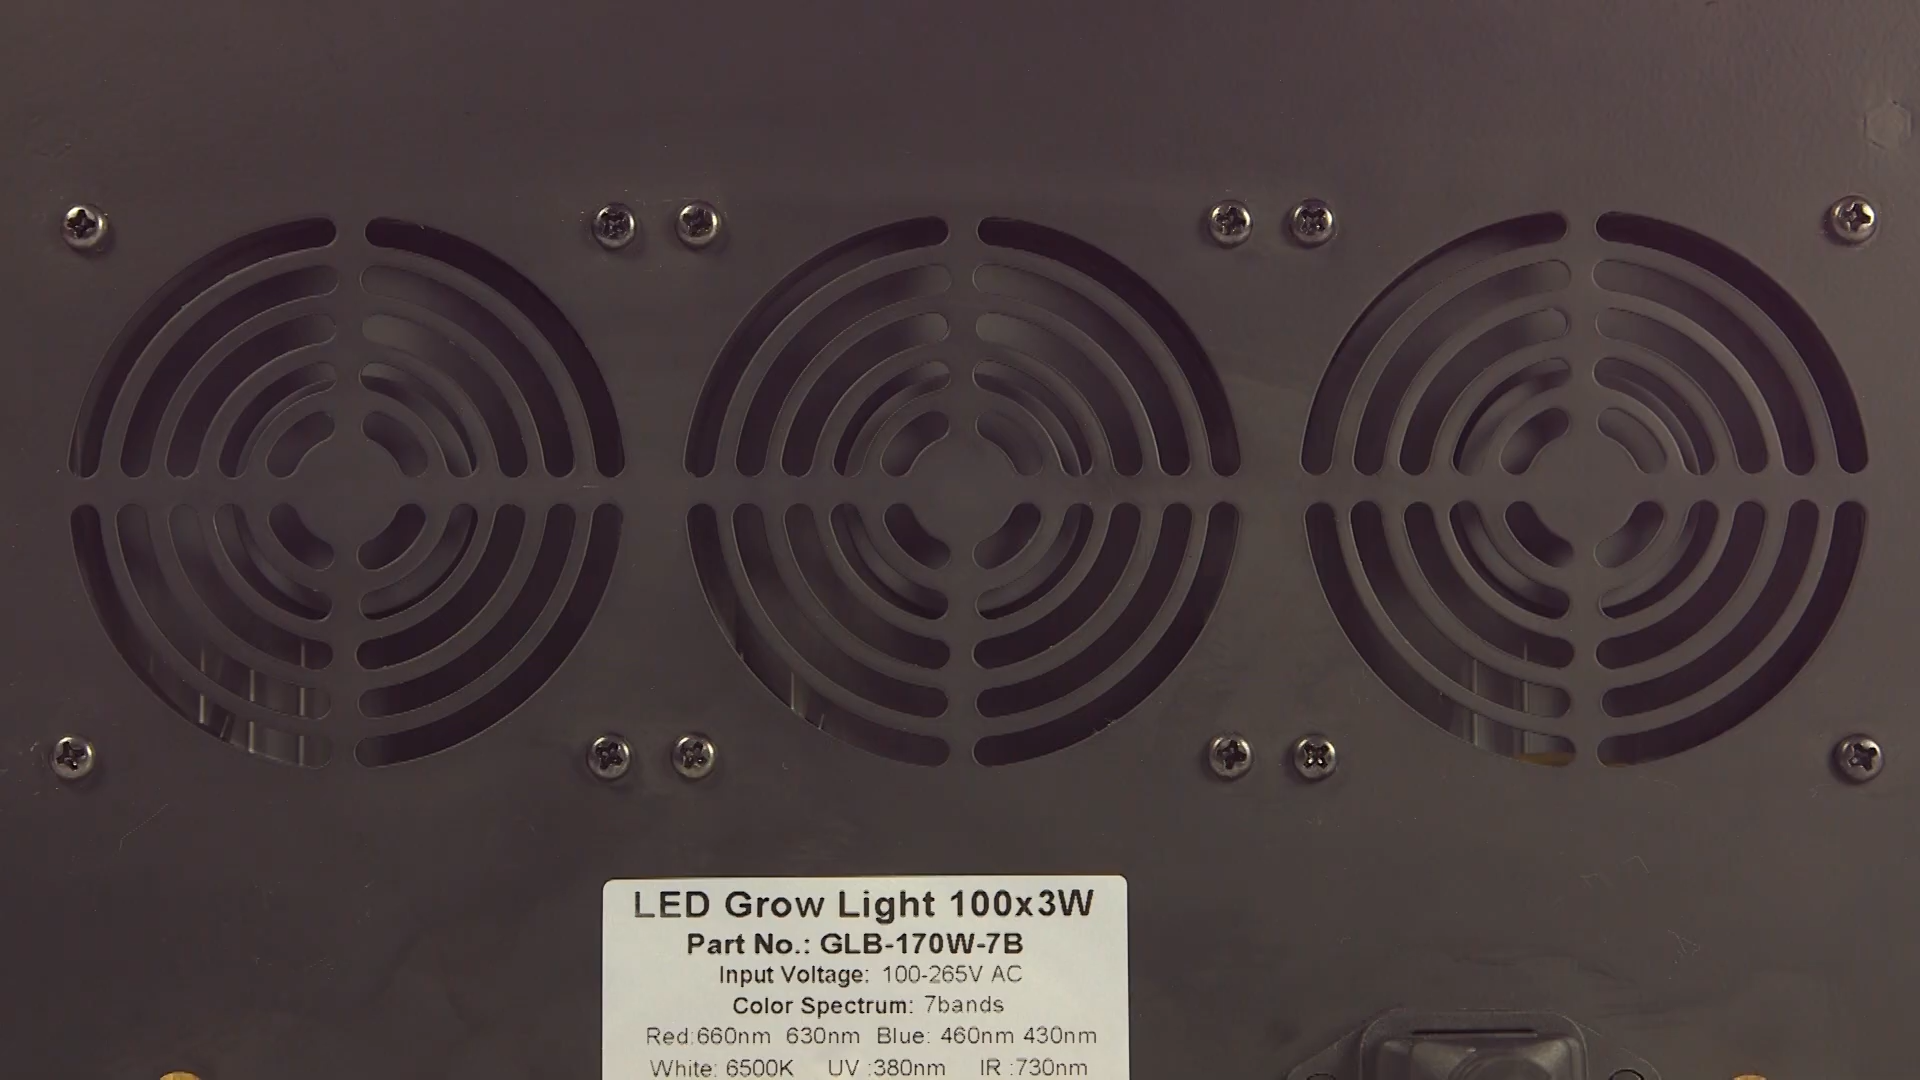 LED Grow Light 100x3W
Part No.: GLB-170W-7B
Input Voltage: 100-265V AC
Color Spectrum: 7bands
Red:660nm 630nm Blue: 460nm 430nm
White: 6500K UV :380nm IR :730nm